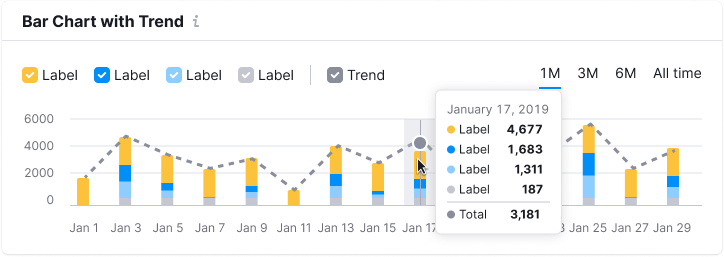 Bar Chart with Trend i
Label Label Label Label Trend 1M 3M 6M All time
6000
4000
2000
0
Jan 1 Jan 3 Jan 5 Jan 7 Jan 9 Jan 11 Jan 13 Jan 15 Jan 17 3 Jan 25 Jan 27 Jan 29
January 17, 2019
Label 4,677
Label 1,683
Label 1,311
Label 187
Total 3,181